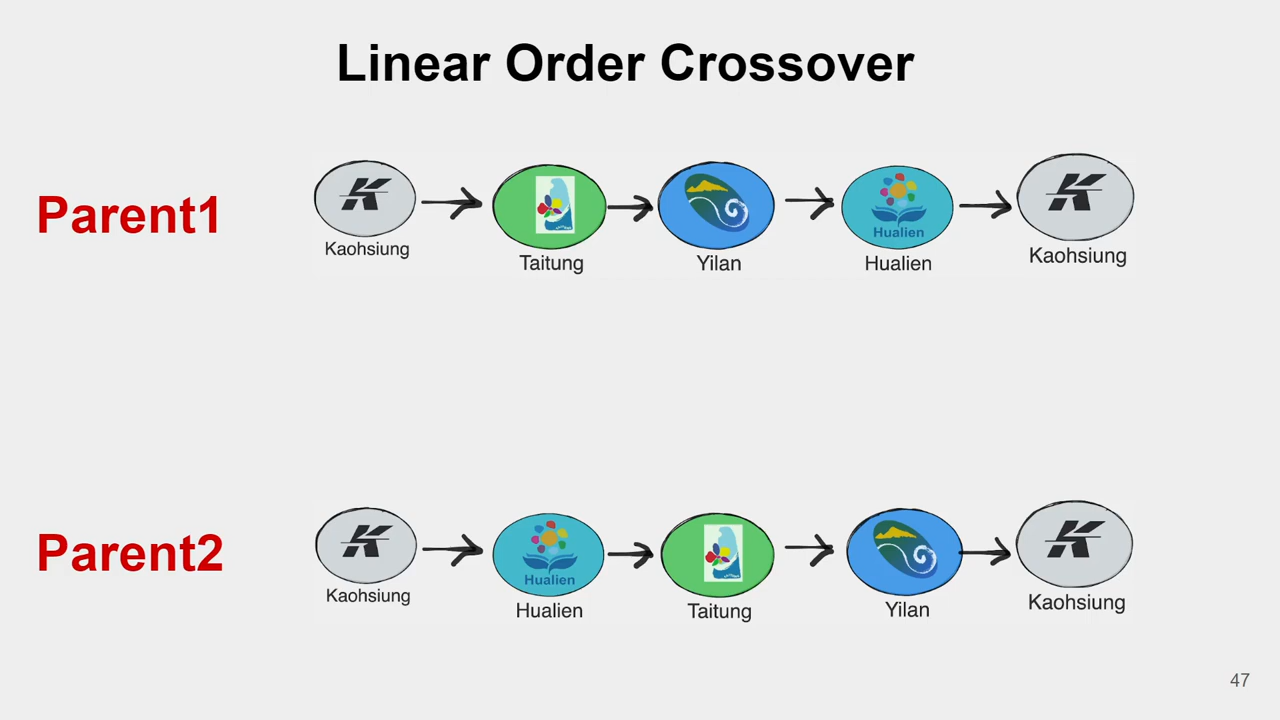 Linear Order Crossover
Parent1
Kaohsiung
Taitung
Yilan
Hualien
Hualien
Kaohsiung
Parent2
Kaohsiung
Hualien
Hualien
Taitung
Yilan
Kaohsiung
47